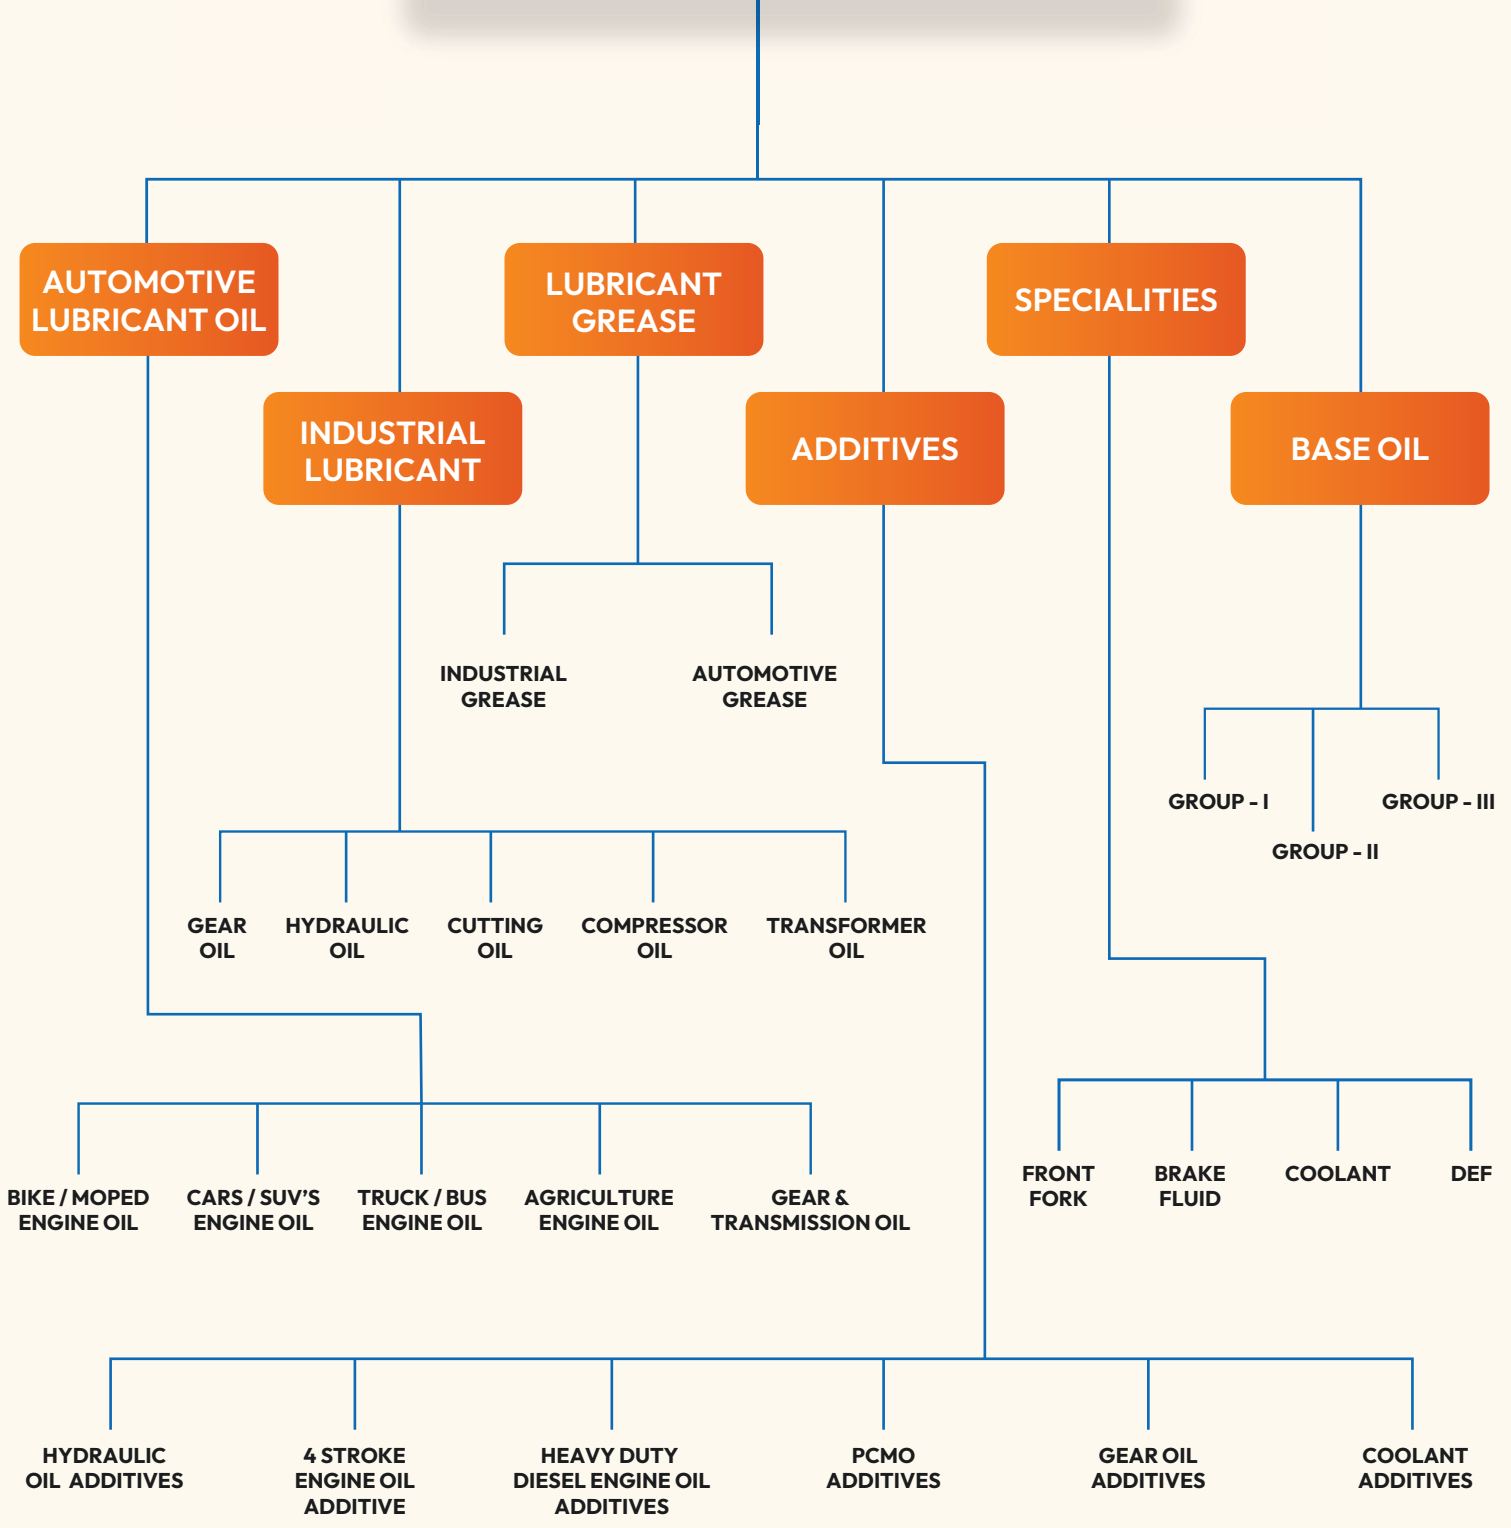 AUTOMOTIVE
LUBRICANT OIL
LUBRICANT
GREASE
SPECIALITIES
INDUSTRIAL
LUBRICANT
ADDITIVES
BASE OIL
INDUSTRIAL
GREASE
AUTOMOTIVE
GREASE
GROUP - I
GROUP - III
GROUP - II
GEAR
OIL
HYDRAULIC
OIL
CUTTING
OIL
COMPRESSOR
OIL
TRANSFORMER
OIL
FRONT
FORK
BRAKE
FLUID
COOLANT
DEF
BIKE / MOPED
ENGINE OIL
CARS / SUV'S
ENGINE OIL
TRUCK / BUS
ENGINE OIL
AGRICULTURE
ENGINE OIL
GEAR &
TRANSMISSION OIL
HYDRAULIC
OIL ADDITIVES
4 STROKE
ENGINE OIL
ADDITIVE
HEAVY DUTY
DIESEL ENGINE OIL
ADDITIVES
PCMO
ADDITIVES
GEAR OIL
ADDITIVES
COOLANT
ADDITIVES